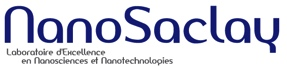 NanoSaclay
Laboratoire d'Excellence
en Nanosciences et Nanotechnologies